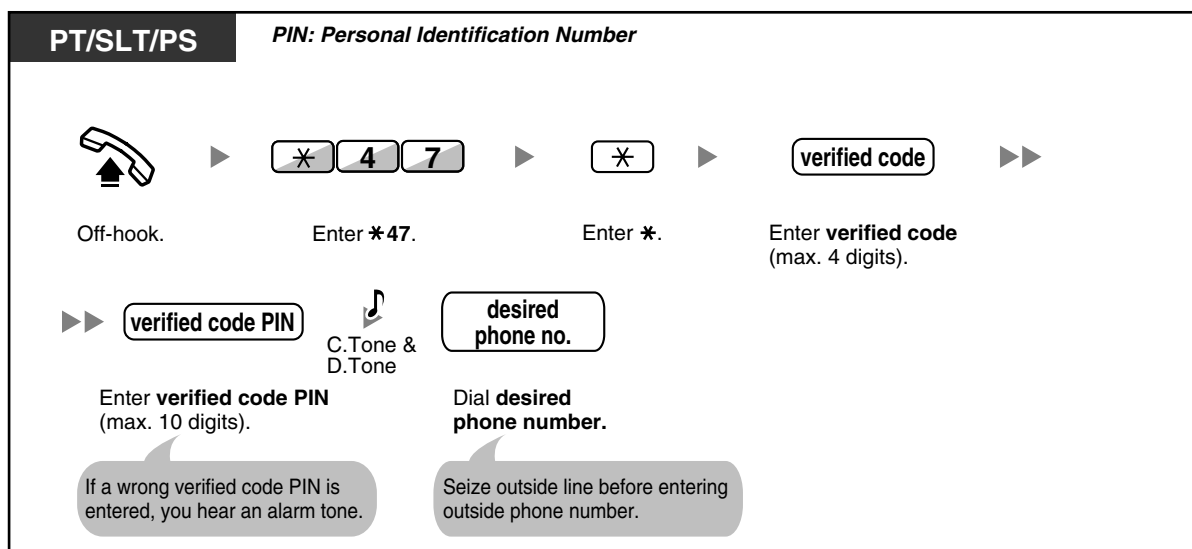 PT/SLT/PS
PIN: Personal Identification Number
* 4 7
*
verified code
Off-hook.
Enter *47.
Enter *.
Enter verified code
(max. 4 digits).
verified code PIN
C.Tone &
D.Tone
desired
phone no.
Enter verified code PIN
(max. 10 digits).
Dial desired
phone number.
If a wrong verified code PIN is
entered, you hear an alarm tone.
Seize outside line before entering
outside phone number.